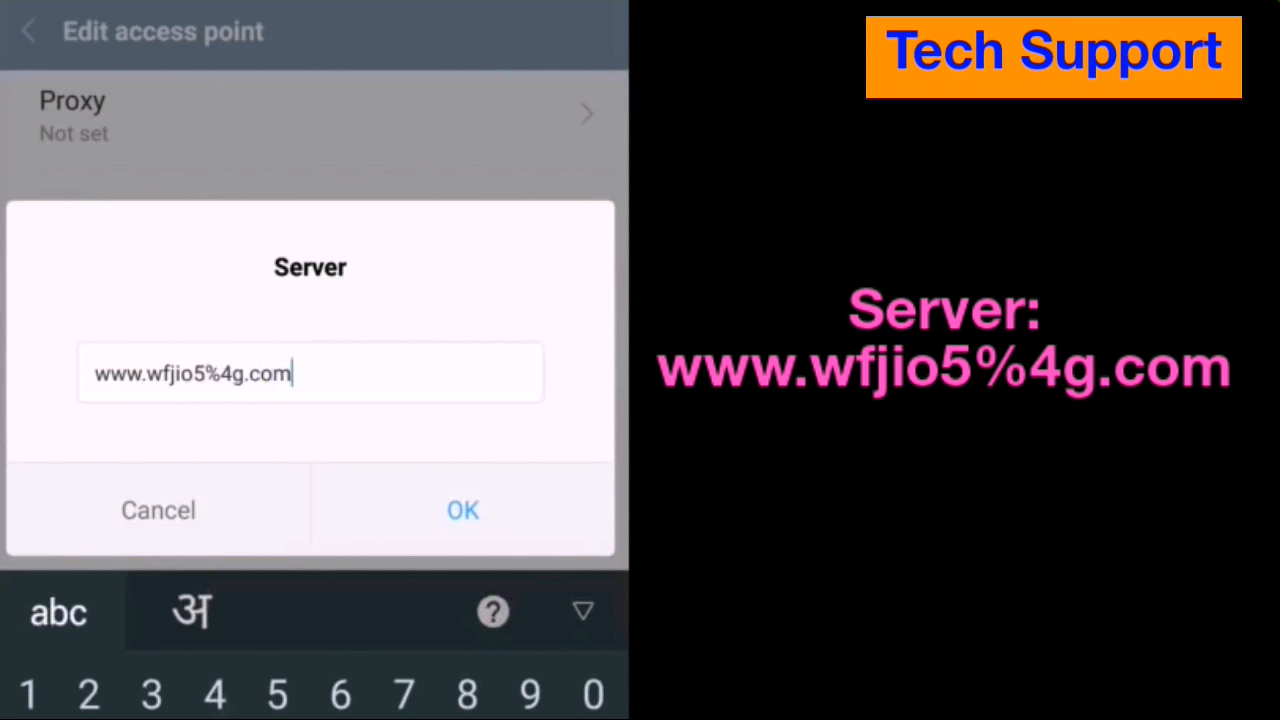 Edit access point
Proxy
Not set
Server
www.wfjio5%4g.com
Cancel
OK
abc
अ
?
1 2 3 4 5 6 7 8 9 0
Tech Support
Server:
www.wfjio5%4g.com